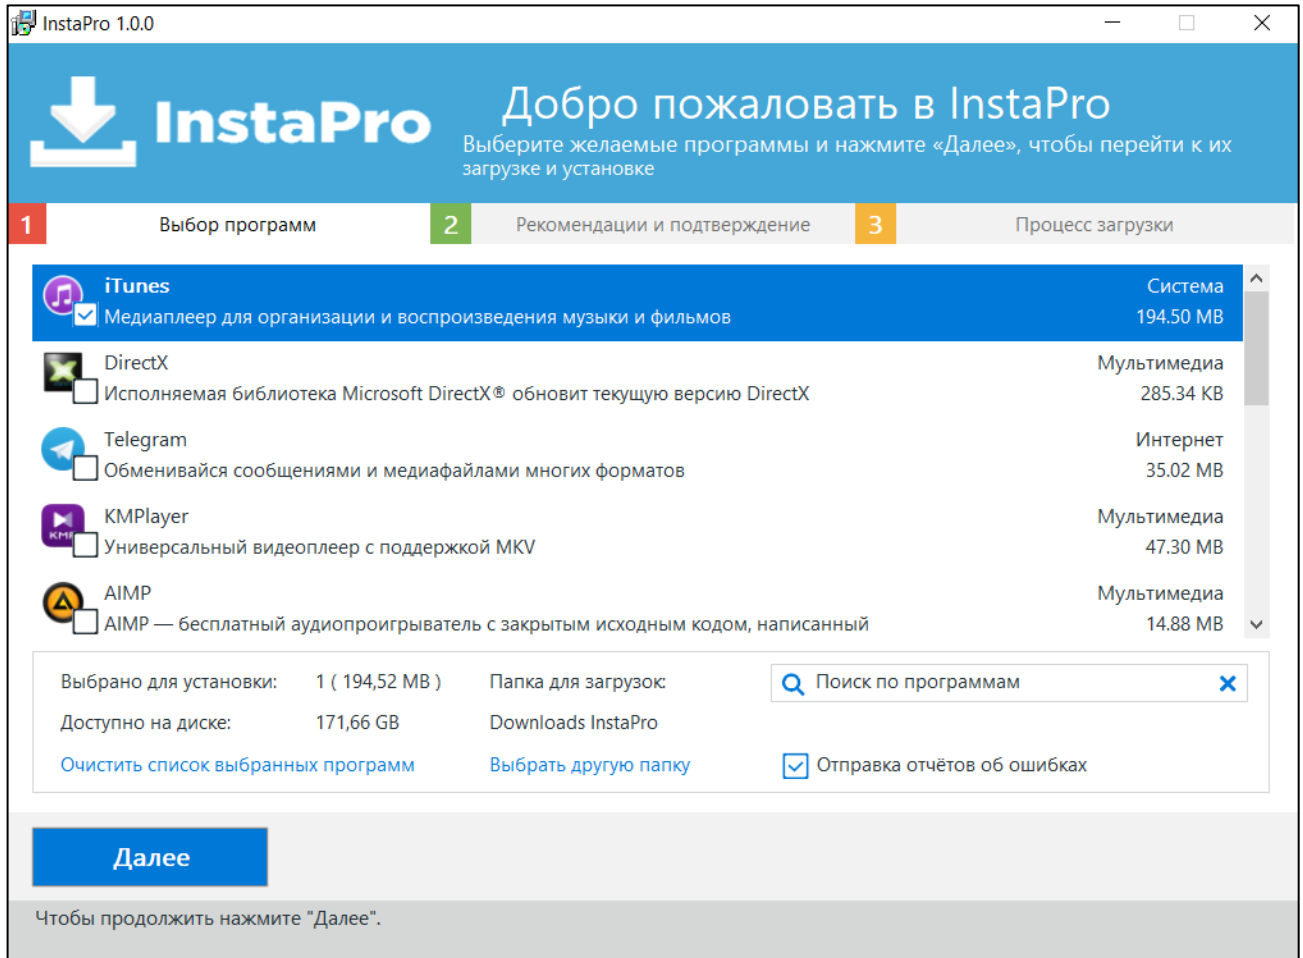 InstaPro 1.0.0
InstaPro
Добро пожаловать в InstaPro
Выберите желаемые программы и нажмите «Далее», чтобы перейти к их
загрузке и установке
1 Выбор программ 2 Рекомендации и подтверждение 3 Процесс загрузки
iTunes Система
Медиаплеер для организации и воспроизведения музыки и фильмов 194.50 MB
DirectX Мультимедиа
Исполняемая библиотека Microsoft DirectX® обновит текущую версию DirectX 285.34 KB
Telegram Интернет
Обменивайся сообщениями и медиафайлами многих форматов 35.02 MB
KMPlayer Мультимедиа
Универсальный видеоплеер с поддержкой MKV 47.30 MB
AIMP Мультимедиа
AIMP — бесплатный аудиопроигрыватель с закрытым исходным кодом, написанный 14.88 MB
Выбрано для установки: 1 ( 194,52 MB ) Папка для загрузок: Поиск по программам
Доступно на диске: 171,66 GB Downloads InstaPro
Очистить список выбранных программ Выбрать другую папку Отправка отчётов об ошибках
Далее
Чтобы продолжить нажмите "Далее".